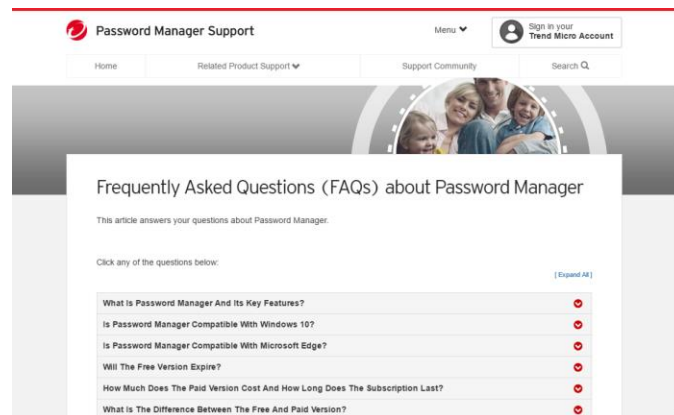 Password Manager Support
Menu
Sign in your
Trend Micro Account
Home
Related Product Support
Support Community
Search
Frequently Asked Questions (FAQs) about Password Manager
This article answers your questions about Password Manager.
Click any of the questions below:
[ Expand All ]
What Is Password Manager And Its Key Features?
Is Password Manager Compatible With Windows 10?
Is Password Manager Compatible With Microsoft Edge?
Will The Free Version Expire?
How Much Does The Paid Version Cost And How Long Does The Subscription Last?
What Is The Difference Between The Free And Paid Version?